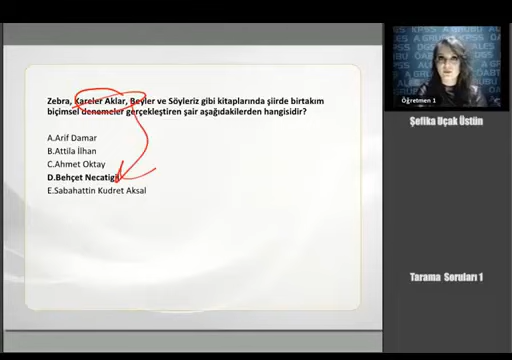 Zebra, Kareler Aklar, Beyler ve Söyleriz gibi kitaplarında şiirde birtakım
biçimsel denemeler gerçekleştiren şair aşağıdakilerden hangisidir?
A.Arif Damar
B.Attila İlhan
C.Ahmet Oktay
D.Behçet Necatigil
E.Sabahattin Kudret Aksal
Öğretmen 1
Şefika Uçak Üstün
Tarama Soruları 1